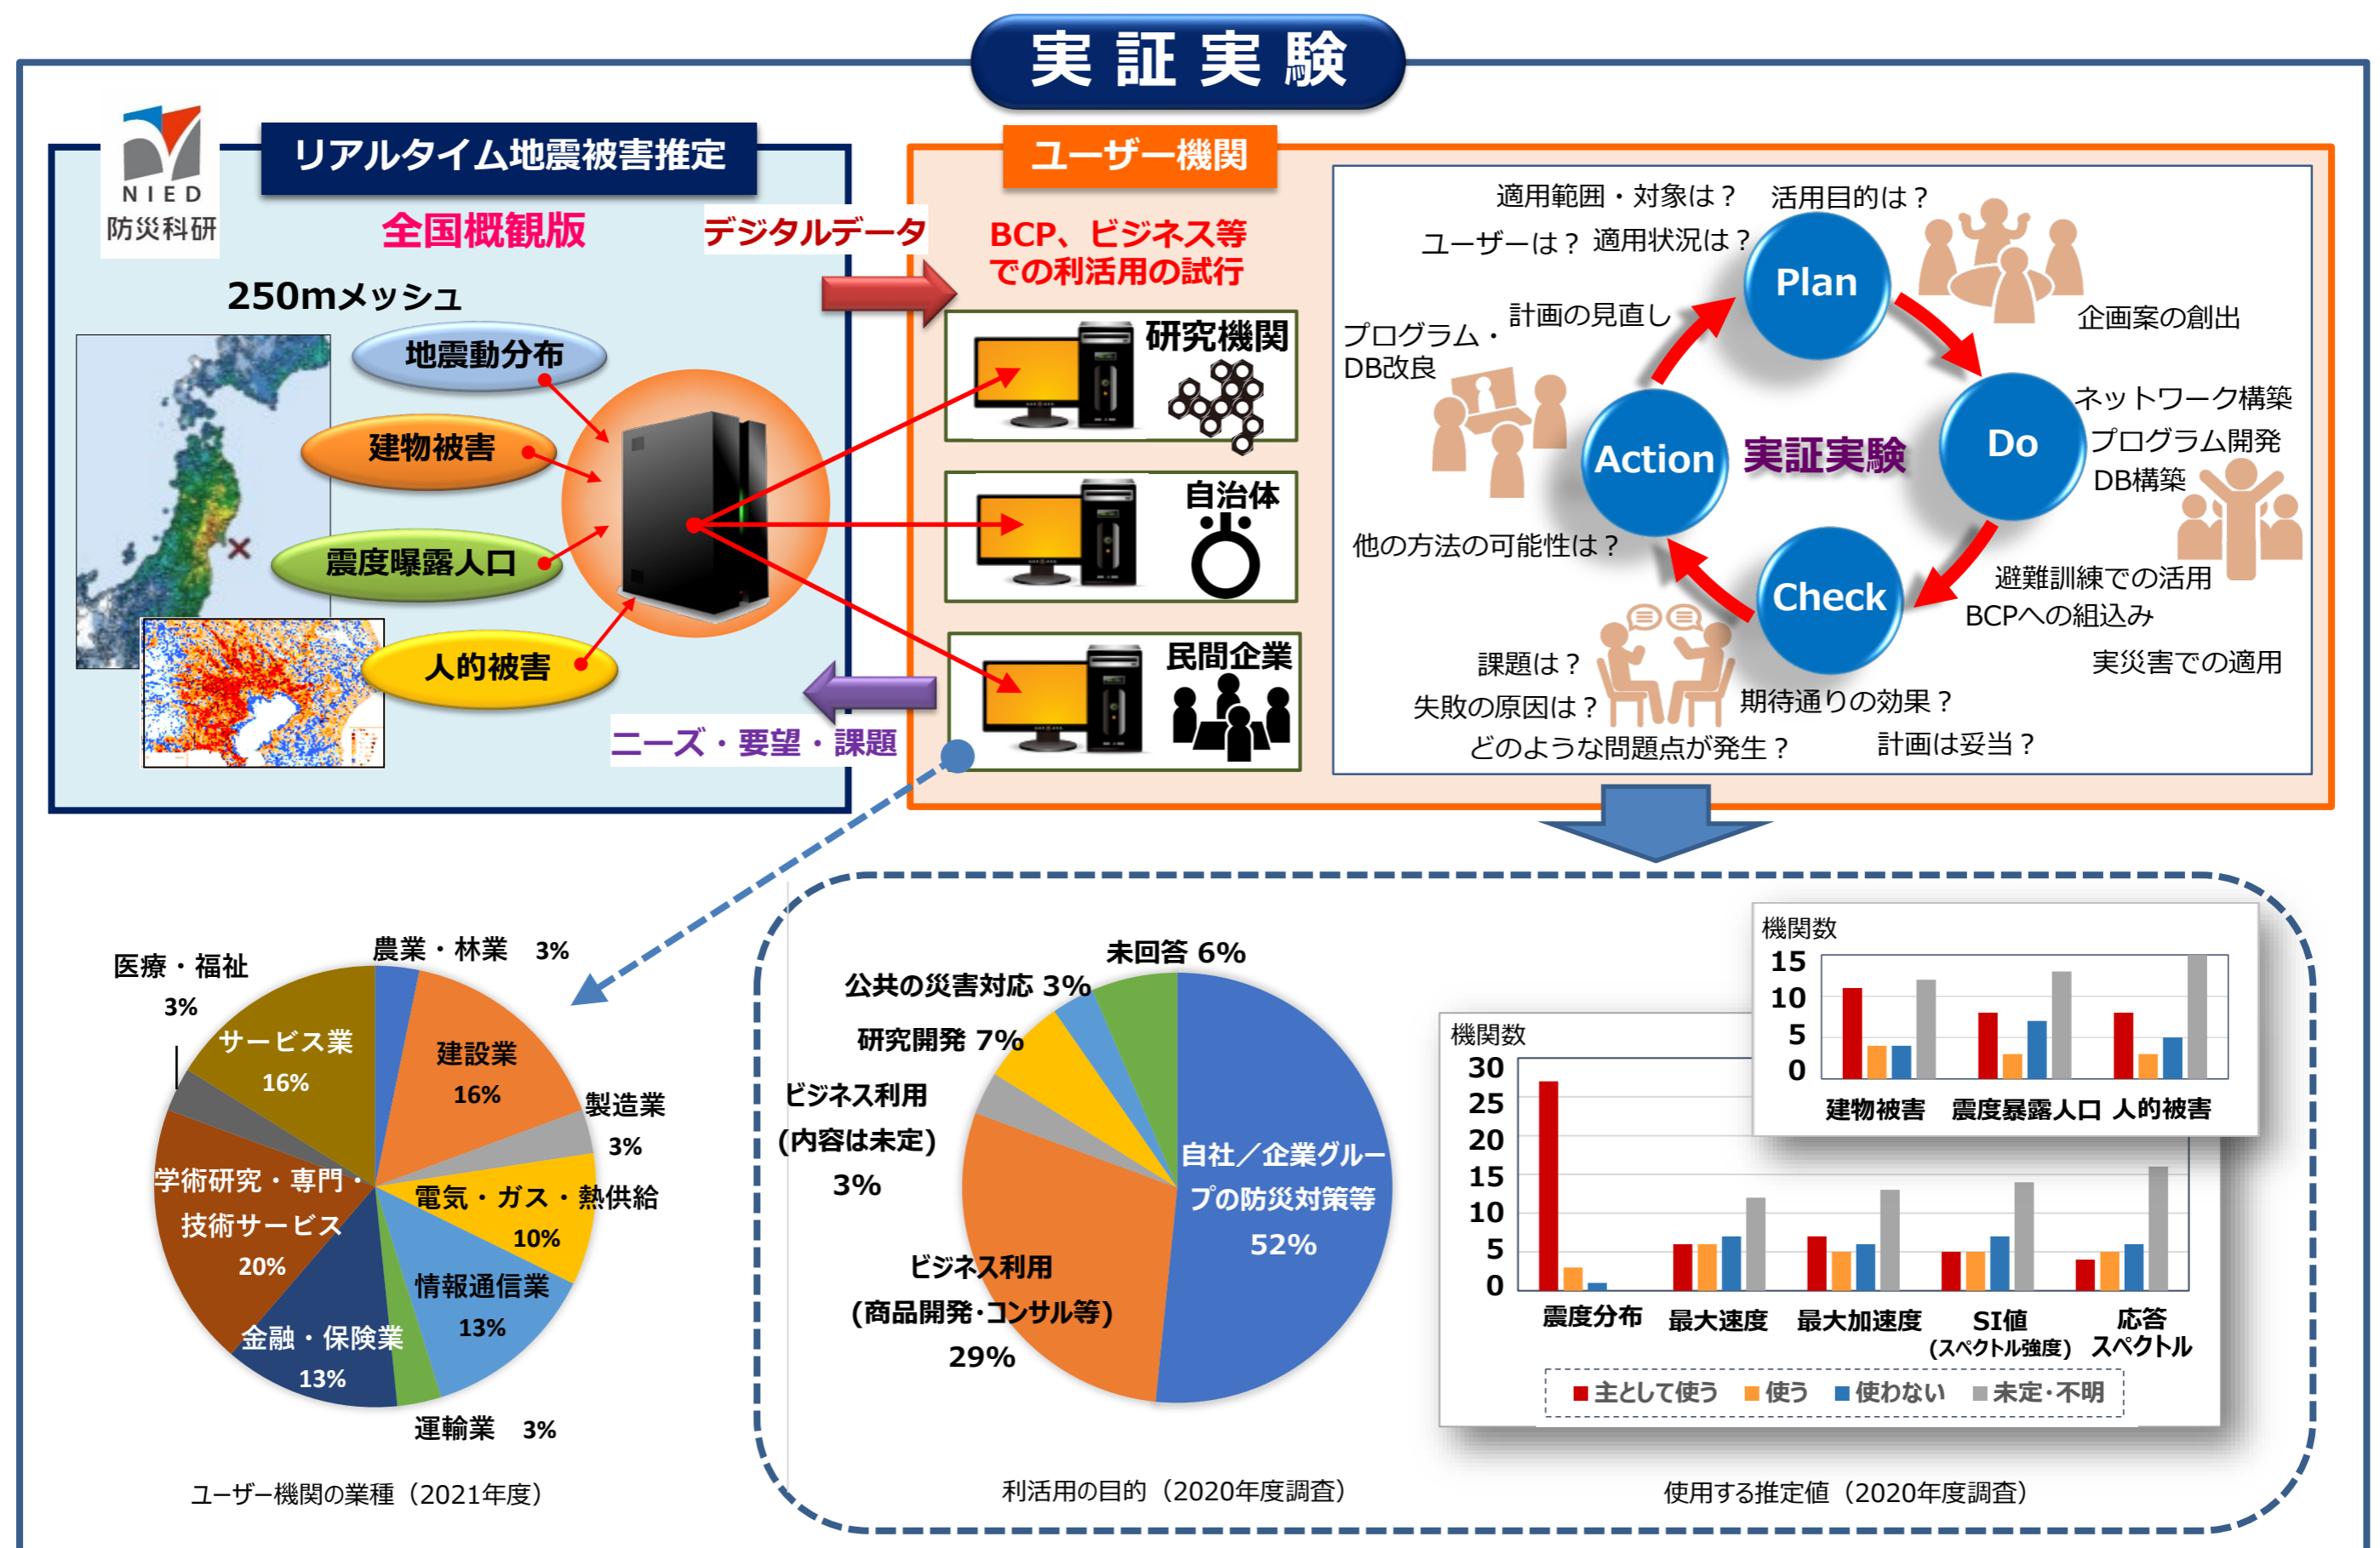 実証実験
NIED
防災科研
リアルタイム地震被害推定
全国概観版
250mメッシュ
地震動分布
建物被害
震度曝露人口
人的被害
デジタルデータ
ニーズ・要望・課題
ユーザー機関
BCP、ビジネス等
での利活用の試行
研究機関
自治体
民間企業
適用範囲・対象は？
活用目的は？
ユーザーは？
適用状況は？
Plan
企画案の創出
計画の見直し
プログラム・
DB改良
ネットワーク構築
プログラム開発
DB構築
Do
Action
実証実験
他の方法の可能性は？
避難訓練での活用
BCPへの組込み
実災害での適用
Check
課題は？
失敗の原因は？
期待通りの効果？
どのような問題点が発生？
計画は妥当？
農業・林業 3%
医療・福祉
3%
サービス業
16%
建設業
16%
製造業
3%
学術研究・専門・
技術サービス
20%
電気・ガス・熱供給
10%
情報通信業
13%
金融・保険業
13%
運輸業 3%
ユーザー機関の業種（2021年度）
未回答 6%
公共の災害対応 3%
研究開発 7%
ビジネス利用
(内容は未定)
3%
自社／企業グルー
プの防災対策等
52%
ビジネス利用
(商品開発・コンサル等)
29%
利活用の目的（2020年度調査）
機関数
15
10
5
0
建物被害 震度暴露人口 人的被害
機関数
30
25
20
15
10
5
0
震度分布 最大速度 最大加速度 SI値 応答
(スペクトル強度) スペクトル
主として使う 使う 使わない 未定・不明
使用する推定値（2020年度調査）